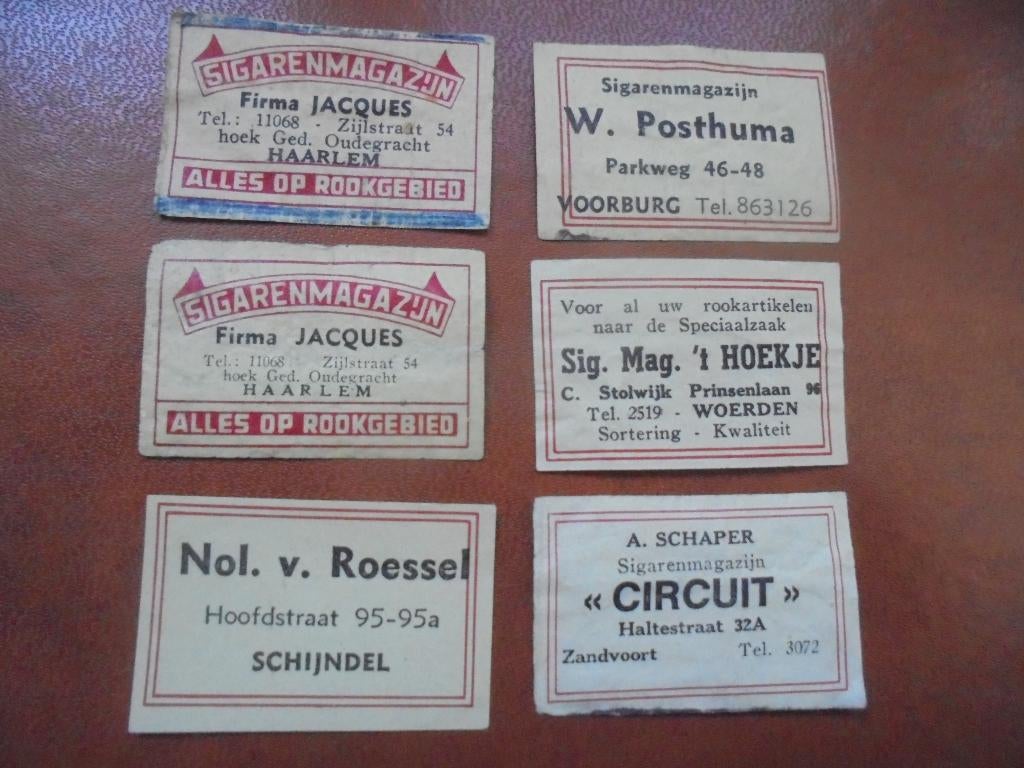 SIGARENMAGAZIJN
Firma JACQUES
Tel.: 11068 - Zijlstraat 54
hoek Ged. Oudegracht
HAARLEM
ALLES OP ROOKGEBIED
Sigarenmagazijn
W. Posthuma
Parkweg 46-48
VOORBURG Tel. 863126
SIGARENMAGAZIJN
Firma JACQUES
Tel.: 11068 Zijlstraat 54
hoek Ged. Oudegracht
HAARLEM
ALLES OP ROOKGEBIED
Voor al uw rookartikelen
naar de Speciaalzaak
Sig. Mag. 't HOEKJE
C. Stolwijk Prinsenlaan 96
Tel. 2519 - WOERDEN
Sortering - Kwaliteit
Nol. v. Roessel
Hoofdstraat 95-95a
SCHIJNDEL
A. SCHAPER
Sigarenmagazijn
« CIRCUIT »
Haltestraat 32A
Zandvoort Tel. 3072